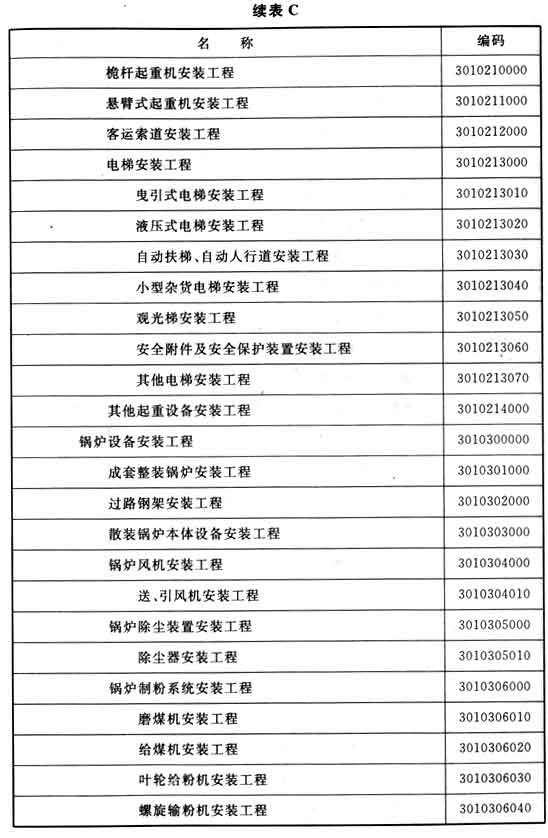 续表 C
名 称 编码
桅杆起重机安装工程 3010210000
悬臂式起重机安装工程 3010211000
客运索道安装工程 3010212000
电梯安装工程 3010213000
曳引式电梯安装工程 3010213010
液压式电梯安装工程 3010213020
自动扶梯、自动人行道安装工程 3010213030
小型杂货电梯安装工程 3010213040
观光梯安装工程 3010213050
安全附件及安全保护装置安装工程 3010213060
其他电梯安装工程 3010213070
其他起重设备安装工程 3010214000
锅炉设备安装工程 3010300000
成套整装锅炉安装工程 3010301000
过路钢架安装工程 3010302000
散装锅炉本体设备安装工程 3010303000
锅炉风机安装工程 3010304000
送、引风机安装工程 3010304010
锅炉除尘装置安装工程 3010305000
除尘器安装工程 3010305010
锅炉制粉系统安装工程 3010306000
磨煤机安装工程 3010306010
给煤机安装工程 3010306020
叶轮给粉机安装工程 3010306030
螺旋输粉机安装工程 3010306040